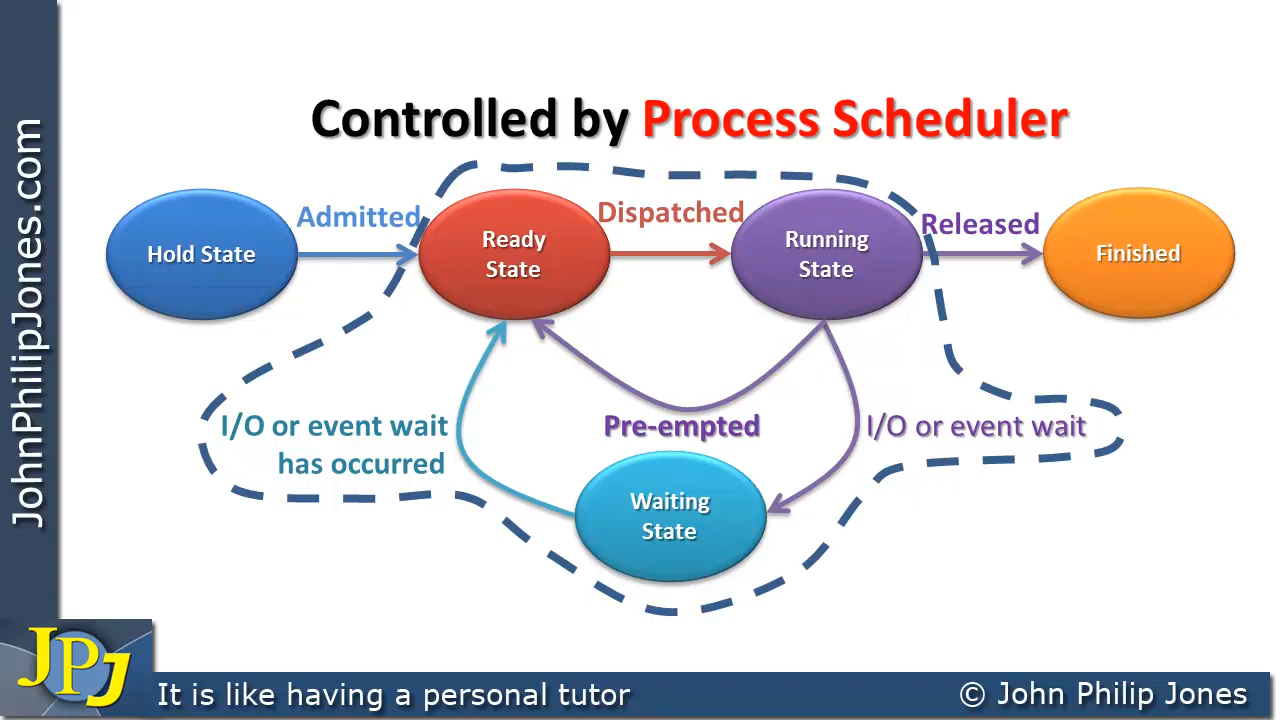 JohnPhilipJones.com
Controlled by Process Scheduler
Hold State
Admitted
Ready
State
Dispatched
Running
State
Released
Finished
I/O or event wait
has occurred
Pre-empted
I/O or event wait
Waiting
State
JPJ
It is like having a personal tutor
© John Philip Jones